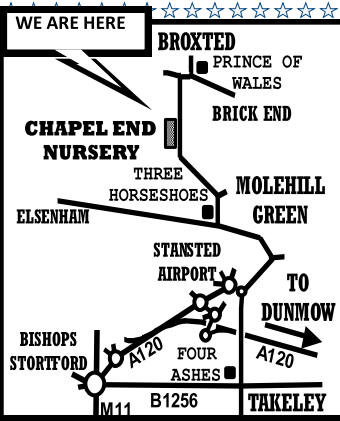 WE ARE HERE
BROXTED
PRINCE OF
WALES
BRICK END
CHAPEL END
NURSERY
THREE
HORSESHOES
MOLEHILL
GREEN
ELSENHAM
STANSTED
AIRPORT
TO
DUNMOW
BISHOPS
STORTFORD
A120
FOUR
ASHES
A120
B1256
TAKELEY
M11